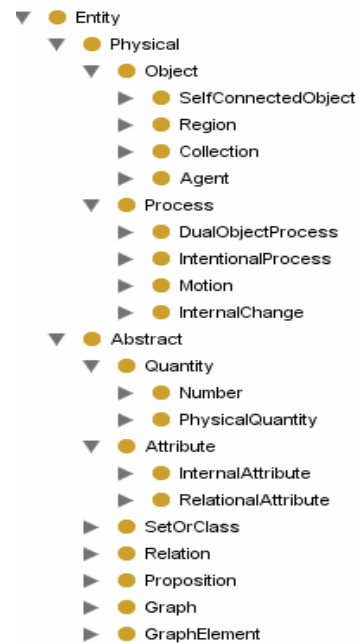 Entity
Physical
Object
SelfConnectedObject
Region
Collection
Agent
Process
DualObjectProcess
IntentionalProcess
Motion
InternalChange
Abstract
Quantity
Number
PhysicalQuantity
Attribute
InternalAttribute
RelationalAttribute
SetOrClass
Relation
Proposition
Graph
GraphElement